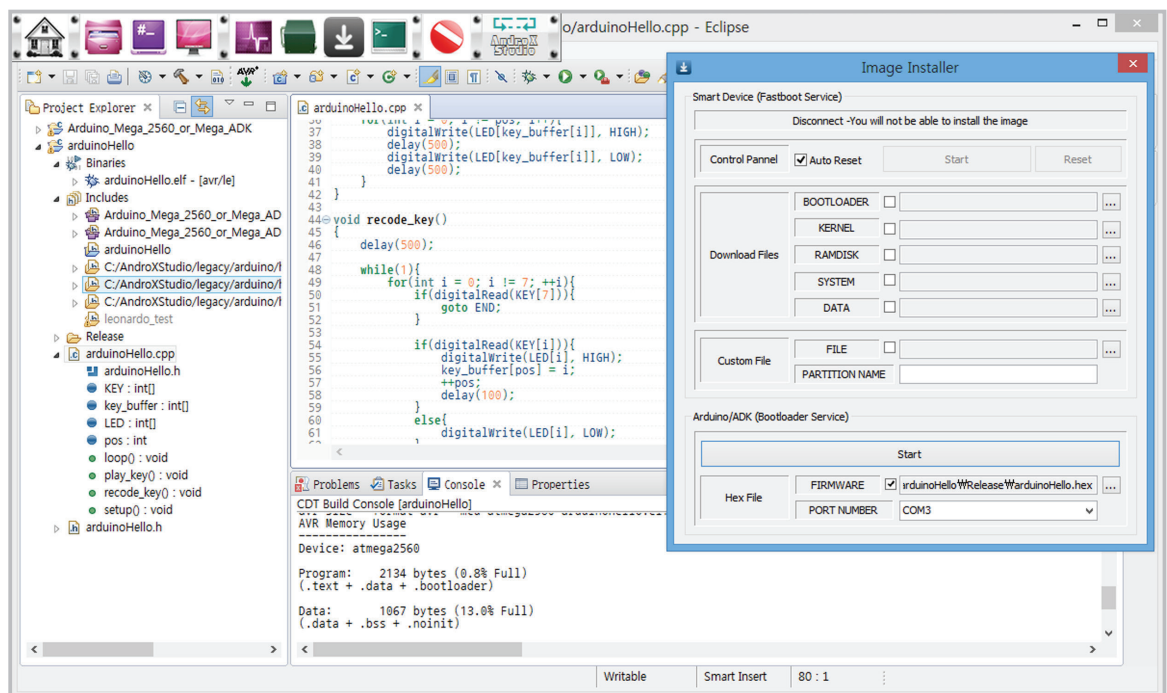 #_
>_
AndroX
Studio
o/arduinoHello.cpp - Eclipse
AVR*
010
Project Explorer
Arduino_Mega_2560_or_Mega_ADK
arduinoHello
Binaries
arduinoHello.elf - [avr/le]
Includes
Arduino_Mega_2560_or_Mega_AD
Arduino_Mega_2560_or_Mega_AD
arduinoHello
C:/AndroXStudio/legacy/arduino/h
C:/AndroXStudio/legacy/arduino/h
C:/AndroXStudio/legacy/arduino/h
leonardo_test
Release
arduinoHello.cpp
arduinoHello.h
KEY : int[]
key_buffer : int[]
LED : int[]
pos : int
loop() : void
play_key() : void
recode_key() : void
setup() : void
arduinoHello.h
arduinoHello.cpp
36 for(int i = 0; i != pos; i++){
37 digitalWrite(LED[key_buffer[i]], HIGH);
38 delay(500);
39 digitalWrite(LED[key_buffer[i]], LOW);
40 delay(500);
41 }
42 }
43
44 void recode_key()
45 {
46 delay(500);
47
48 while(1){
49 for(int i = 0; i != 7; ++i){
50 if(digitalRead(KEY[7])){
51 goto END;
52 }
53
54 if(digitalRead(KEY[i])){
55 digitalWrite(LED[i], HIGH);
56 key_buffer[pos] = i;
57 ++pos;
58 delay(100);
59 }
60 else{
61 digitalWrite(LED[i], LOW);
62 }
Problems Tasks Console Properties
CDT Build Console [arduinoHello]
AVR Memory Usage
----------------
Device: atmega2560
Program: 2134 bytes (0.8% Full)
(.text + .data + .bootloader)
Data: 1067 bytes (13.0% Full)
(.data + .bss + .noinit)
Writable Smart Insert 80 : 1
Image Installer
Smart Device (Fastboot Service)
Disconnect -You will not be able to install the image
Control Pannel Auto Reset Start Reset
Download Files
BOOTLOADER ...
KERNEL ...
RAMDISK ...
SYSTEM ...
DATA ...
Custom File
FILE ...
PARTITION NAME
Arduino/ADK (Bootloader Service)
Start
Hex File
FIRMWARE ırduinoHello₩Release₩arduinoHello.hex ...
PORT NUMBER COM3